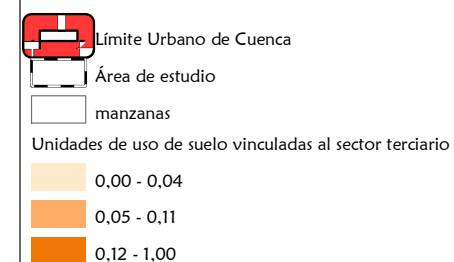 Límite Urbano de Cuenca
Área de estudio
manzanas
Unidades de uso de suelo vinculadas al sector terciario
0,00 - 0,04
0,05 - 0,11
0,12 - 1,00